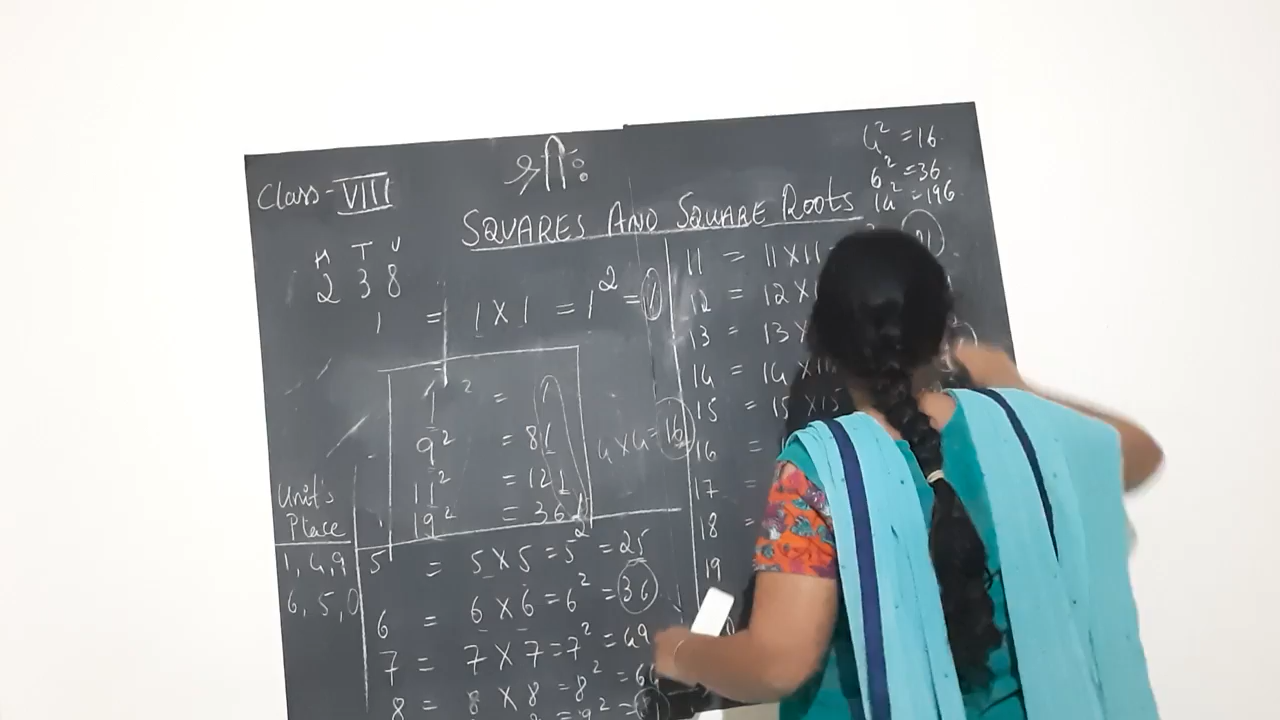 श्री:
Class - VIII
SQUARES AND SQUARE ROOTS
4² = 16
6² = 36
14² = 196
H T U
2 3 8
1 = 1 X 1 = 1² = 1
1² =
9² = 81
11² = 121
19² = 361
4 X 4 = 16
Unit's
Place
1, 4, 9
6, 5, 0
5 = 5 X 5 = 5² = 25
6 = 6 X 6 = 6² = 36
7 = 7 X 7 = 7² = 49
8 = 8 X 8 = 8² = 6
11 = 11 X 11
12 = 12 X
13 = 13 X
14 = 14 X
15 = 15 X 15
16 =
17 =
18 =
19